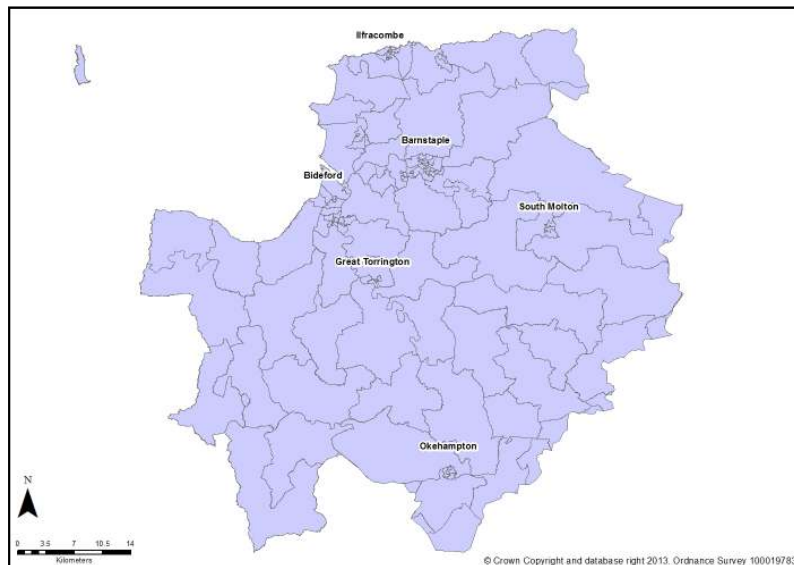 Ilfracombe
Barnstaple
Bideford
South Molton
Great Torrington
Okehampton
N
0 3.5 7 10.5 14
Kilometers
© Crown Copyright and database right 2013. Ordnance Survey 100019783